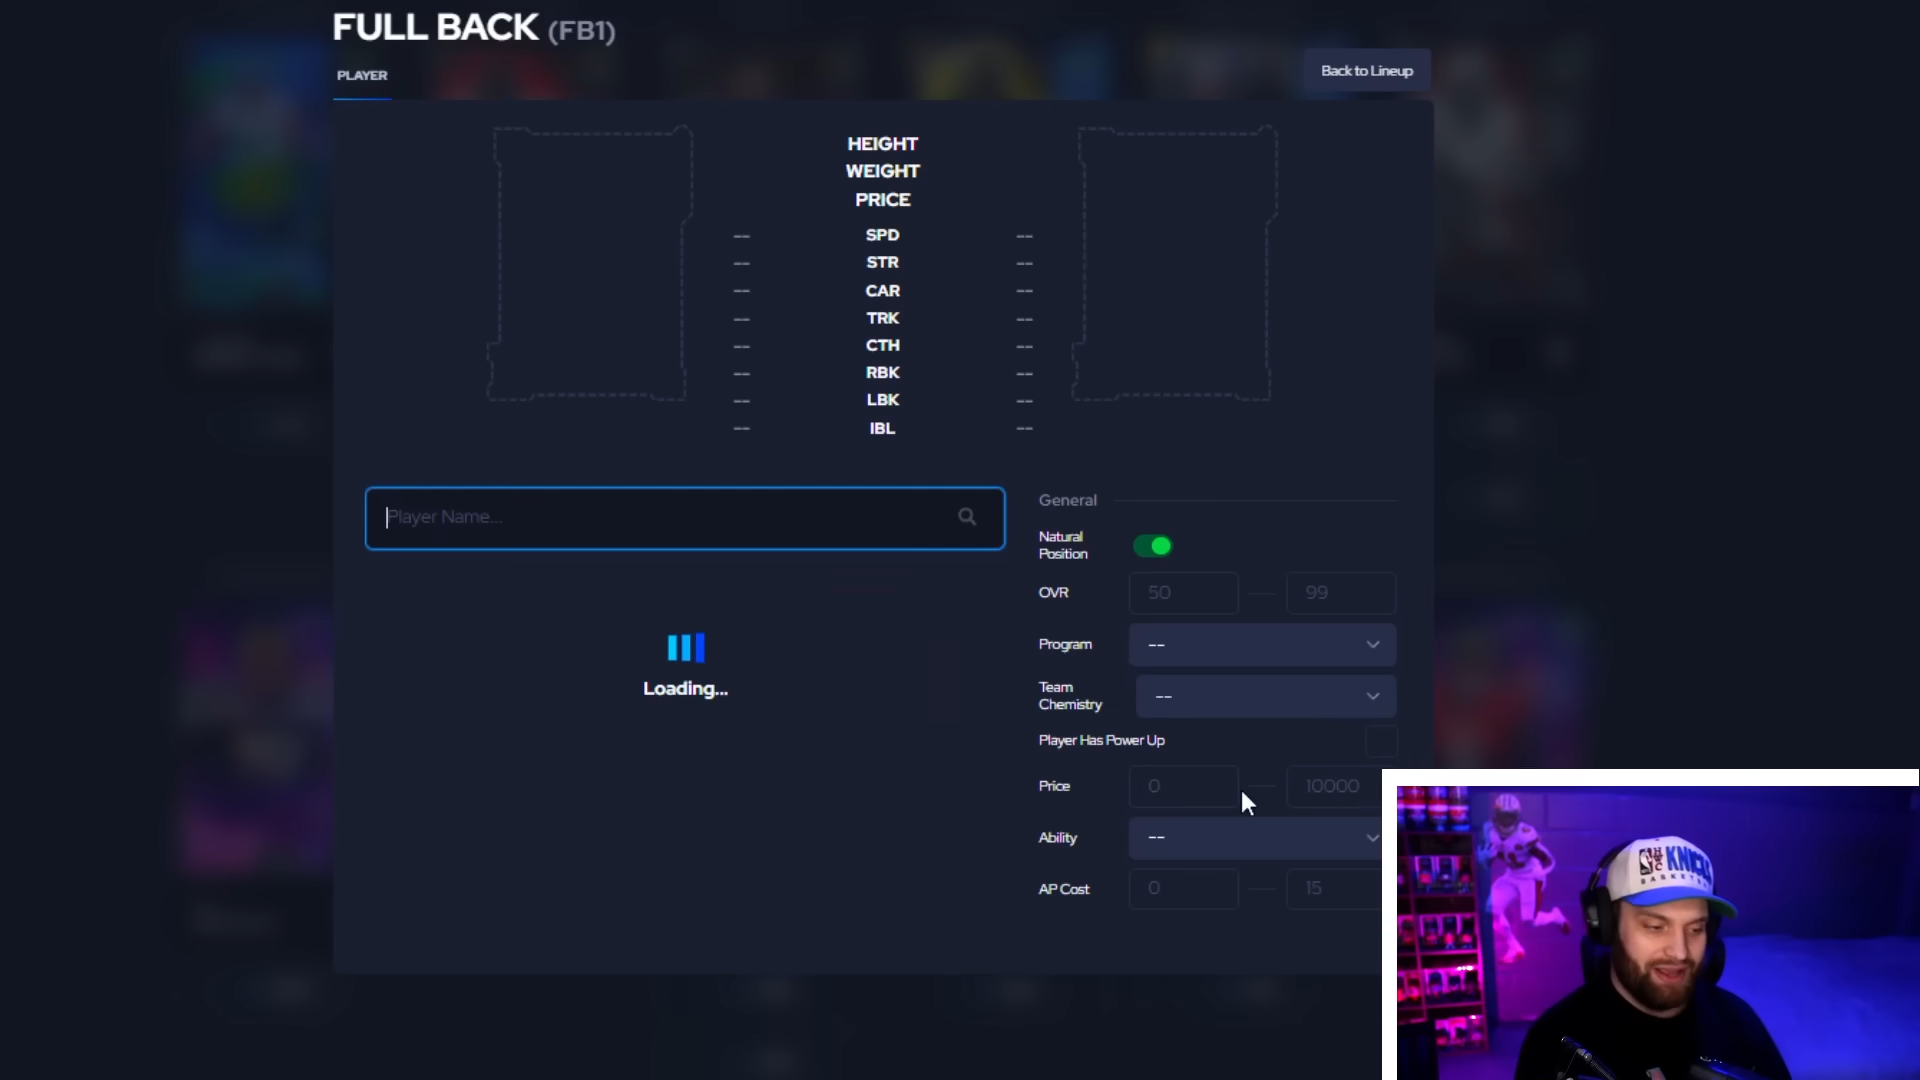 FULL BACK (FB1)
PLAYER
Back to Lineup
HEIGHT
WEIGHT
PRICE
-- SPD --
-- STR --
-- CAR --
-- TRK --
-- CTH --
-- RBK --
-- LBK --
-- IBL --
Player Name...
Loading...
General
Natural
Position
OVR 50 99
Program --
Team
Chemistry --
Player Has Power Up
Price 0 10000
Ability --
AP Cost 0 15
HWC KNICKS
BASKETBALL